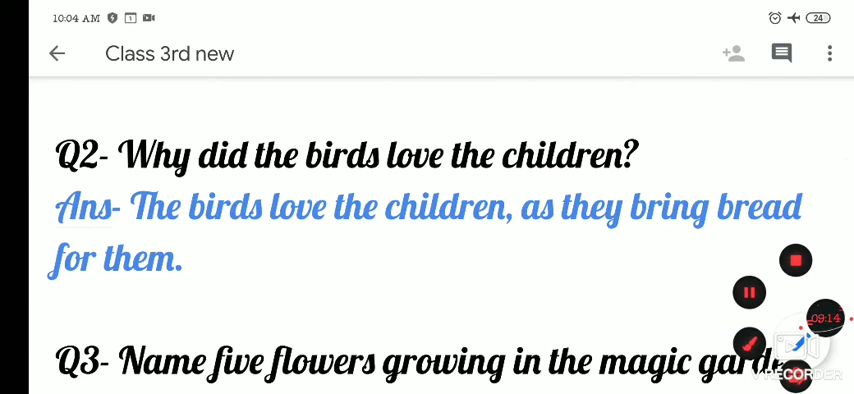 10:04 AM
24
Class 3rd new
Q2- Why did the birds love the children?
Ans- The birds love the children, as they bring bread
for them.
09:14
Q3- Name five flowers growing in the magic
V RECORDER